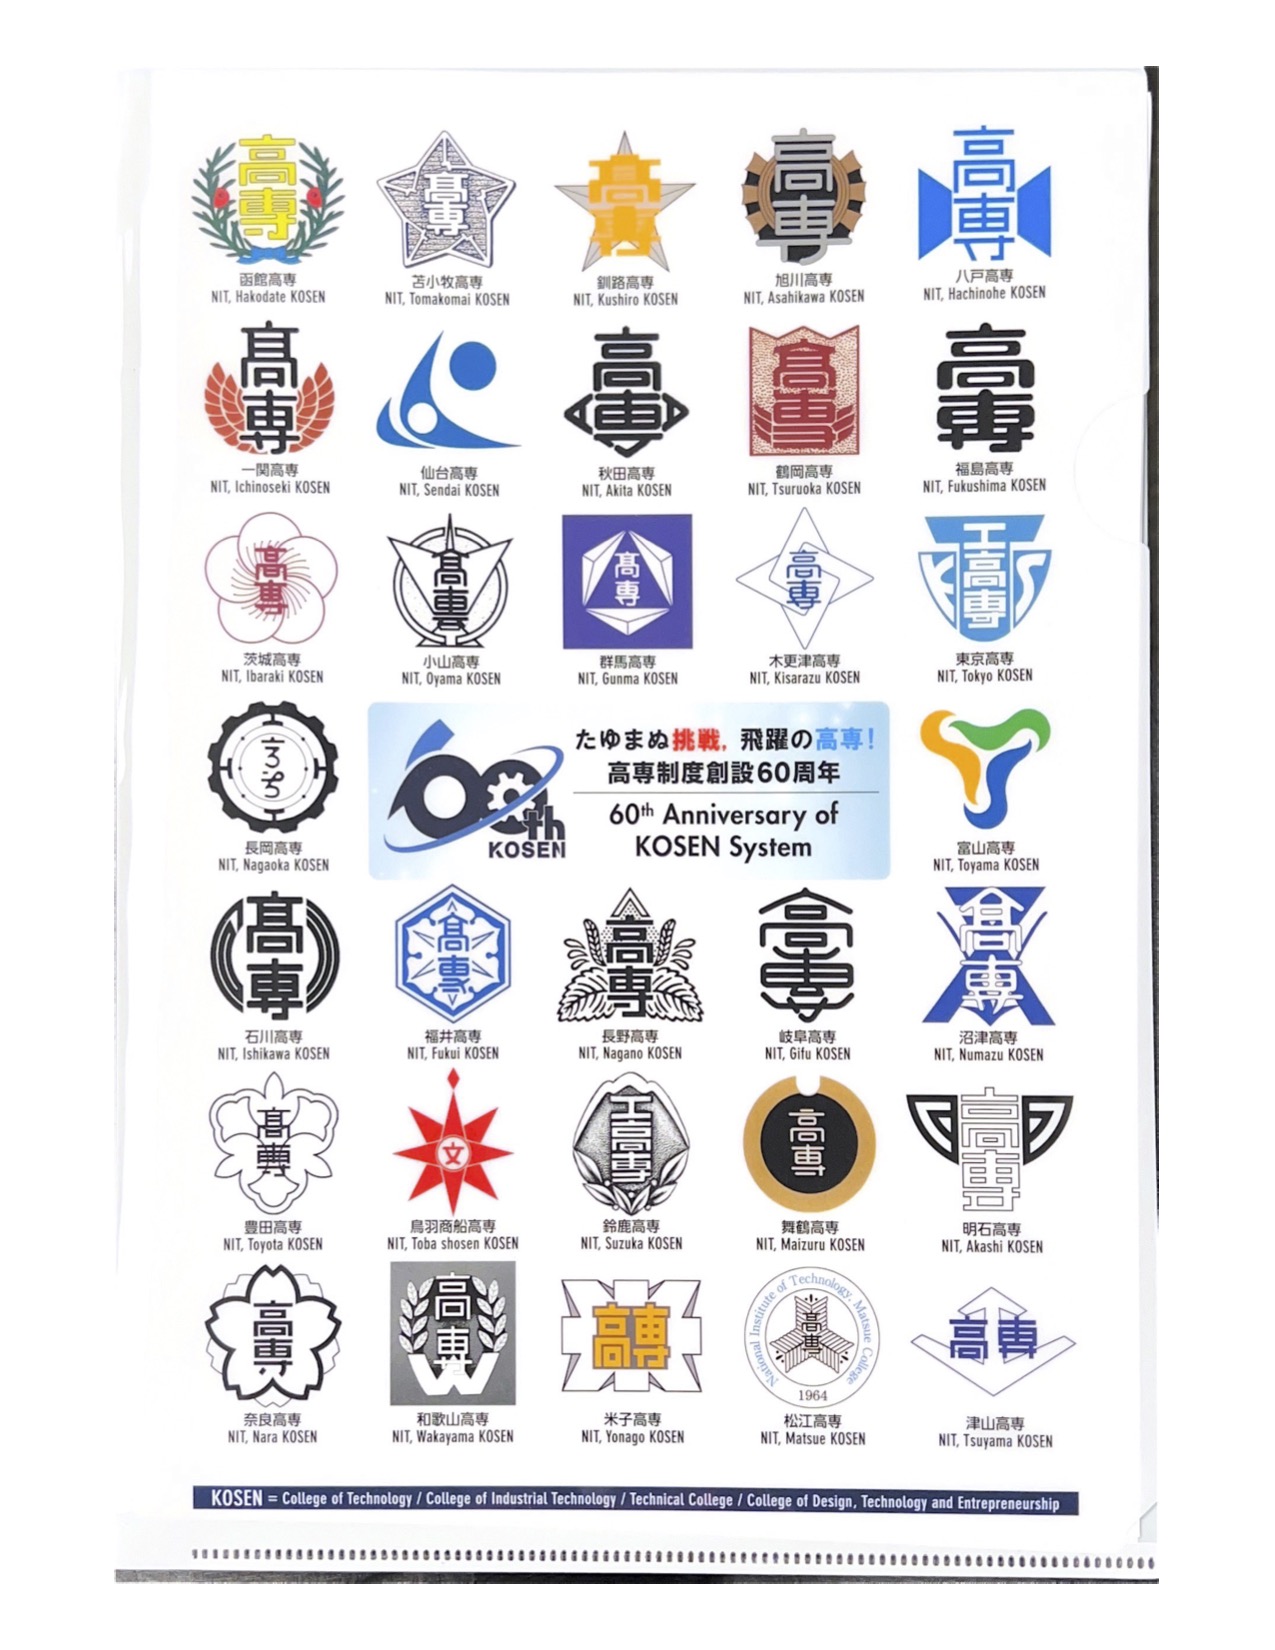 高専
高専
高専
高専
高専
函館高専
NIT, Hakodate KOSEN
苫小牧高専
NIT, Tomakomai KOSEN
釧路高専
NIT, Kushiro KOSEN
旭川高専
NIT, Asahikawa KOSEN
八戸高専
NIT, Hachinohe KOSEN
高専
高専
高専
高専
一関高専
NIT, Ichinoseki KOSEN
仙台高専
NIT, Sendai KOSEN
秋田高専
NIT, Akita KOSEN
鶴岡高専
NIT, Tsuruoka KOSEN
福島高専
NIT, Fukushima KOSEN
高専
高専
高専
高専
K工S
高専
茨城高専
NIT, Ibaraki KOSEN
小山高専
NIT, Oyama KOSEN
群馬高専
NIT, Gunma KOSEN
木更津高専
NIT, Kisarazu KOSEN
東京高専
NIT, Tokyo KOSEN
長岡高専
NIT, Nagaoka KOSEN
60th
KOSEN
たゆまぬ挑戦，飛躍の高専！
高専制度創設60周年
60th Anniversary of
KOSEN System
富山高専
NIT, Toyama KOSEN
高専
高専
高専
高専
高専
石川高専
NIT, Ishikawa KOSEN
福井高専
NIT, Fukui KOSEN
長野高専
NIT, Nagano KOSEN
岐阜高専
NIT, Gifu KOSEN
沼津高専
NIT, Numazu KOSEN
高専
文
工高専
高専
高専
豊田高専
NIT, Toyota KOSEN
鳥羽商船高専
NIT, Toba shosen KOSEN
鈴鹿高専
NIT, Suzuka KOSEN
舞鶴高専
NIT, Maizuru KOSEN
明石高専
NIT, Akashi KOSEN
高専
高専
W
高専
National Institute of Technology, Matsue College
高専
1964
高専
奈良高専
NIT, Nara KOSEN
和歌山高専
NIT, Wakayama KOSEN
米子高専
NIT, Yonago KOSEN
松江高専
NIT, Matsue KOSEN
津山高専
NIT, Tsuyama KOSEN
KOSEN = College of Technology / College of Industrial Technology / Technical College / College of Design, Technology and Entrepreneurship